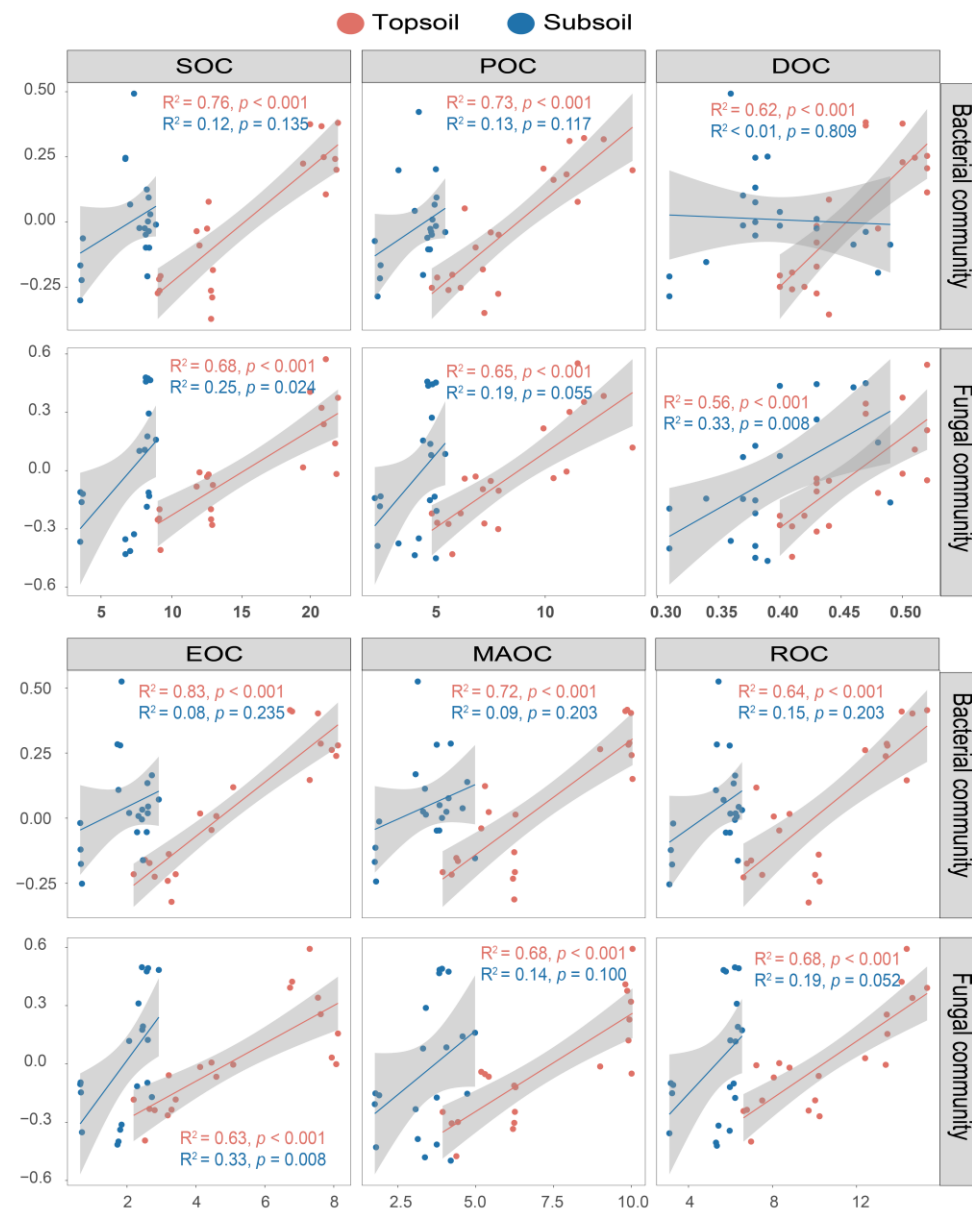 Topsoil Subsoil
SOC POC DOC
0.50
0.25
0.00
−0.25
R² = 0.76, p < 0.001
R² = 0.12, p = 0.135
R² = 0.73, p < 0.001
R² = 0.13, p = 0.117
R² = 0.62, p < 0.001
R² < 0.01, p = 0.809
Bacterial community
0.6
0.3
0.0
−0.3
−0.6
R² = 0.68, p < 0.001
R² = 0.25, p = 0.024
R² = 0.65, p < 0.001
R² = 0.19, p = 0.055
R² = 0.56, p < 0.001
R² = 0.33, p = 0.008
Fungal community
5 10 15 20 5 10 0.30 0.35 0.40 0.45 0.50
EOC MAOC ROC
0.50
0.25
0.00
−0.25
R² = 0.83, p < 0.001
R² = 0.08, p = 0.235
R² = 0.72, p < 0.001
R² = 0.09, p = 0.203
R² = 0.64, p < 0.001
R² = 0.15, p = 0.203
Bacterial community
0.6
0.3
0.0
−0.3
−0.6
R² = 0.63, p < 0.001
R² = 0.33, p = 0.008
R² = 0.68, p < 0.001
R² = 0.14, p = 0.100
R² = 0.68, p < 0.001
R² = 0.19, p = 0.052
Fungal community
2 4 6 8 2.5 5.0 7.5 10.0 4 8 12